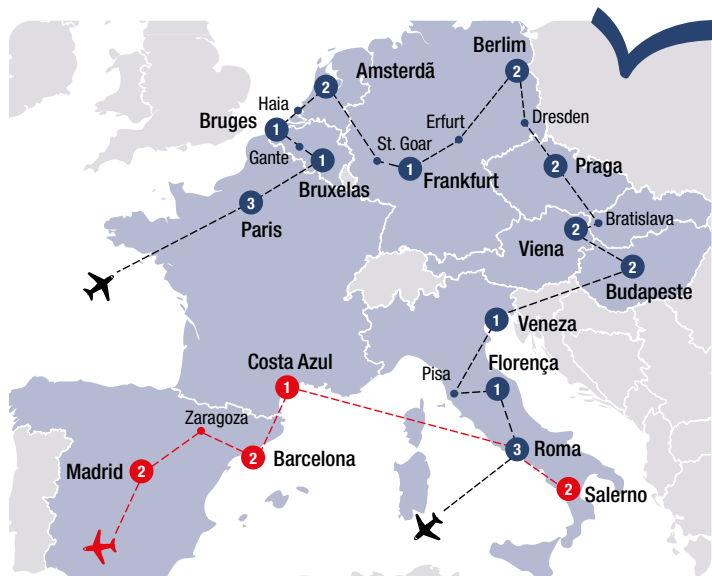 Berlim
2
Amsterdã
2
Haia
Dresden
Erfurt
Bruges
1
St. Goar
Gante
1
Bruxelas
1
Frankfurt
2
Praga
3
Paris
Bratislava
2
Viena
2
Budapeste
1
Veneza
Costa Azul
1
Florença
1
Pisa
Zaragoza
3
Roma
Madrid
2
2
Barcelona
2
Salerno